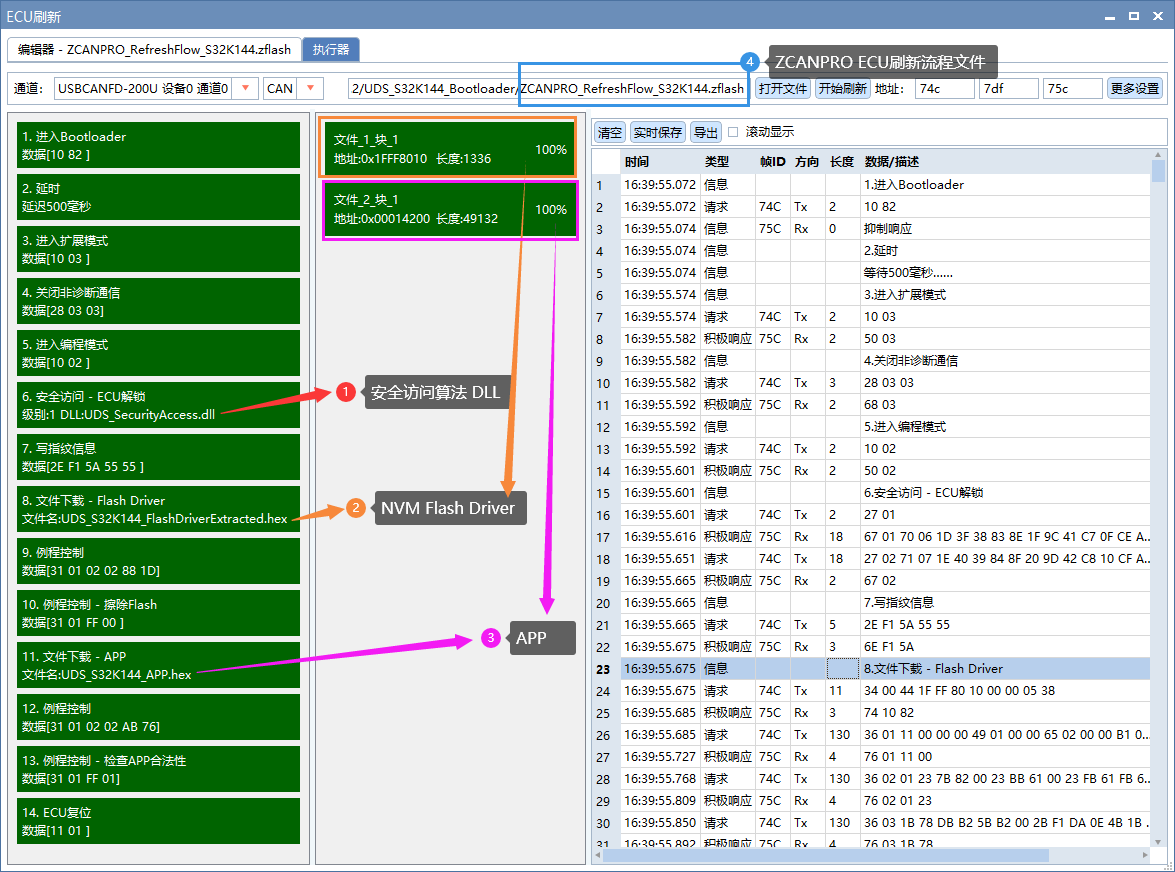 ECU刷新
编辑器 - ZCANPRO_RefreshFlow_S32K144.zflash
执行器
4
ZCANPRO ECU刷新流程文件
通道:
USBCANFD-200U 设备0 通道0
CAN
2/UDS_S32K144_Bootloader/ZCANPRO_RefreshFlow_S32K144.zflash
打开文件
开始刷新
地址:
74c
7df
75c
更多设置
1. 进入Bootloader
数据[10 82 ]
2. 延时
延迟500毫秒
3. 进入扩展模式
数据[10 03 ]
4. 关闭非诊断通信
数据[28 03 03]
5. 进入编程模式
数据[10 02 ]
6. 安全访问 - ECU解锁
级别:1 DLL:UDS_SecurityAccess.dll
7. 写指纹信息
数据[2E F1 5A 55 55 ]
8. 文件下载 - Flash Driver
文件名:UDS_S32K144_FlashDriverExtracted.hex
9. 例程控制
数据[31 01 02 02 88 1D]
10. 例程控制 - 擦除Flash
数据[31 01 FF 00 ]
11. 文件下载 - APP
文件名:UDS_S32K144_APP.hex
12. 例程控制
数据[31 01 02 02 AB 76]
13. 例程控制 - 检查APP合法性
数据[31 01 FF 01]
14. ECU复位
数据[11 01 ]
文件_1_块_1
地址:0x1FFF8010 长度:1336
100%
文件_2_块_1
地址:0x00014200 长度:49132
100%
1 安全访问算法 DLL
2 NVM Flash Driver
3 APP
清空 实时保存 导出 滚动显示
时间 类型 帧ID 方向 长度 数据/描述
1 16:39:55.072 信息 1.进入Bootloader
2 16:39:55.072 请求 74C Tx 2 10 82
3 16:39:55.074 信息 75C Rx 0 抑制响应
4 16:39:55.074 信息 2.延时
5 16:39:55.074 信息 等待500毫秒......
6 16:39:55.574 信息 3.进入扩展模式
7 16:39:55.574 请求 74C Tx 2 10 03
8 16:39:55.582 积极响应 75C Rx 2 50 03
9 16:39:55.582 信息 4.关闭非诊断通信
10 16:39:55.582 请求 74C Tx 3 28 03 03
11 16:39:55.592 积极响应 75C Rx 2 68 03
12 16:39:55.592 信息 5.进入编程模式
13 16:39:55.592 请求 74C Tx 2 10 02
14 16:39:55.601 积极响应 75C Rx 2 50 02
15 16:39:55.601 信息 6.安全访问 - ECU解锁
16 16:39:55.601 请求 74C Tx 2 27 01
17 16:39:55.616 积极响应 75C Rx 18 67 01 70 06 1D 3F 38 83 8E 1F 9C 41 C7 0F CE A...
18 16:39:55.651 请求 74C Tx 18 27 02 71 07 1E 40 39 84 8F 20 9D 42 C8 10 CF A...
19 16:39:55.665 积极响应 75C Rx 2 67 02
20 16:39:55.665 信息 7.写指纹信息
21 16:39:55.665 请求 74C Tx 5 2E F1 5A 55 55
22 16:39:55.675 积极响应 75C Rx 3 6E F1 5A
23 16:39:55.675 信息 8.文件下载 - Flash Driver
24 16:39:55.675 请求 74C Tx 11 34 00 44 1F FF 80 10 00 00 05 38
25 16:39:55.685 积极响应 75C Rx 3 74 10 82
26 16:39:55.685 请求 74C Tx 130 36 01 11 00 00 00 49 01 00 00 65 02 00 00 B1 0...
27 16:39:55.727 积极响应 75C Rx 4 76 01 11 00
28 16:39:55.768 请求 74C Tx 130 36 02 01 23 7B 82 00 23 BB 61 00 23 FB 61 FB 6...
29 16:39:55.809 积极响应 75C Rx 4 76 02 01 23
30 16:39:55.850 请求 74C Tx 130 36 03 1B 78 DB B2 5B B2 00 2B F1 DA 0E 4B 1B ..
31 16:39:55.892 积极响应 75C Rx 4 76 03 1B 78